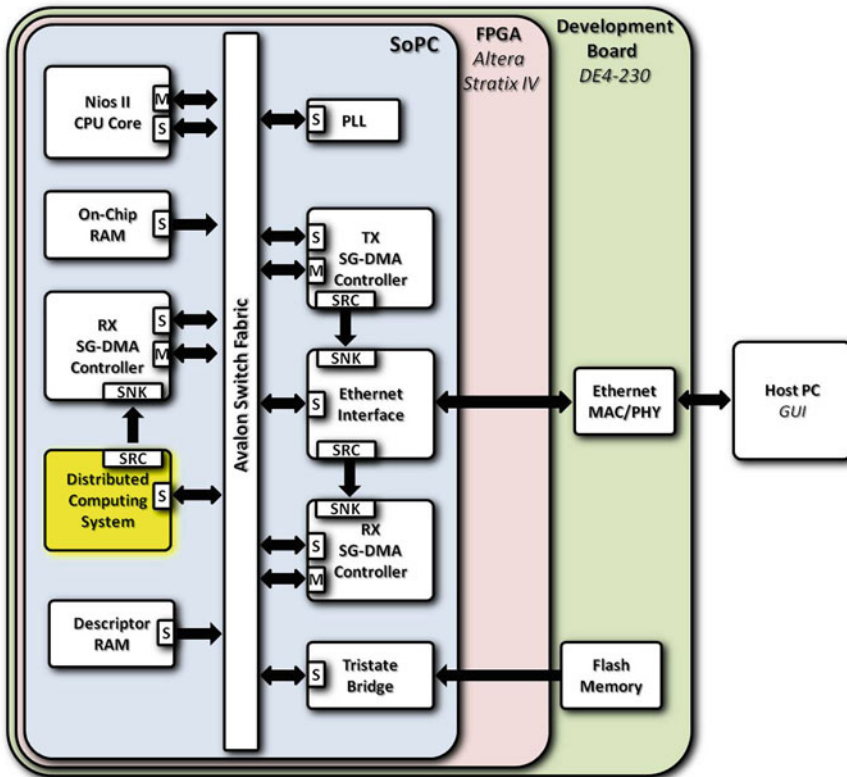 SoPC
FPGA
Altera
Stratix IV
Development
Board
DE4-230
Nios II
CPU Core
M
S
On-Chip
RAM
S
RX
SG-DMA
Controller
S
M
SNK
SRC
Distributed
Computing
System
S
Descriptor
RAM
S
Avalon Switch Fabric
S
PLL
TX
SG-DMA
Controller
S
M
SRC
SNK
Ethernet
Interface
S
SRC
SNK
RX
SG-DMA
Controller
S
M
Tristate
Bridge
S
Ethernet
MAC/PHY
Flash
Memory
Host PC
GUI